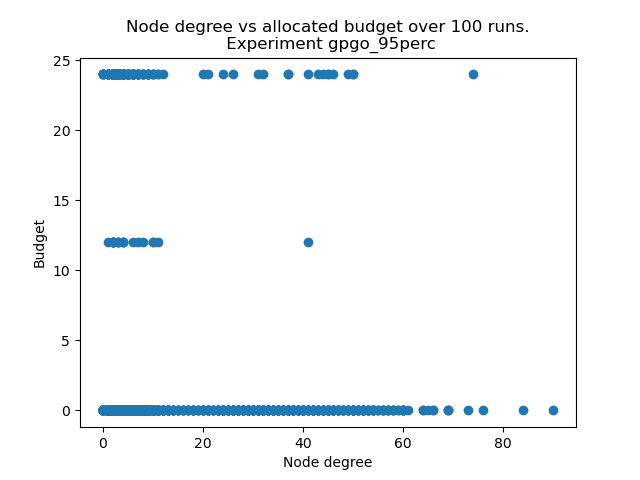 Node degree vs allocated budget over 100 runs.
Experiment gpgo_95perc
25
20
15
10
5
0
Budget
0 20 40 60 80
Node degree